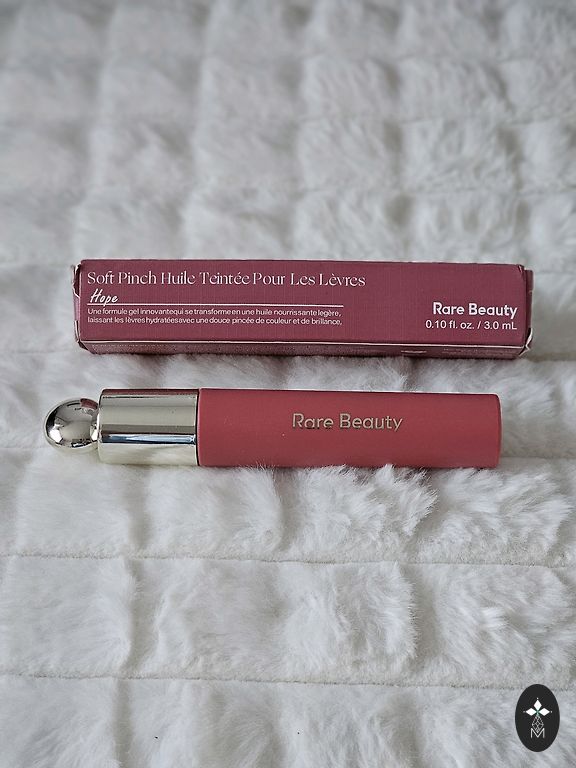 Soft Pinch Huile Teintée Pour Les Lèvres
Hope
Une formule gel innovantequi se transforme en une huile nourrissante legère,
laissant les lèvres hydratéesavec une douce pincée de couleur et de brillance,
Rare Beauty
0.10 fl. oz. / 3.0 mL
Rare Beauty
M